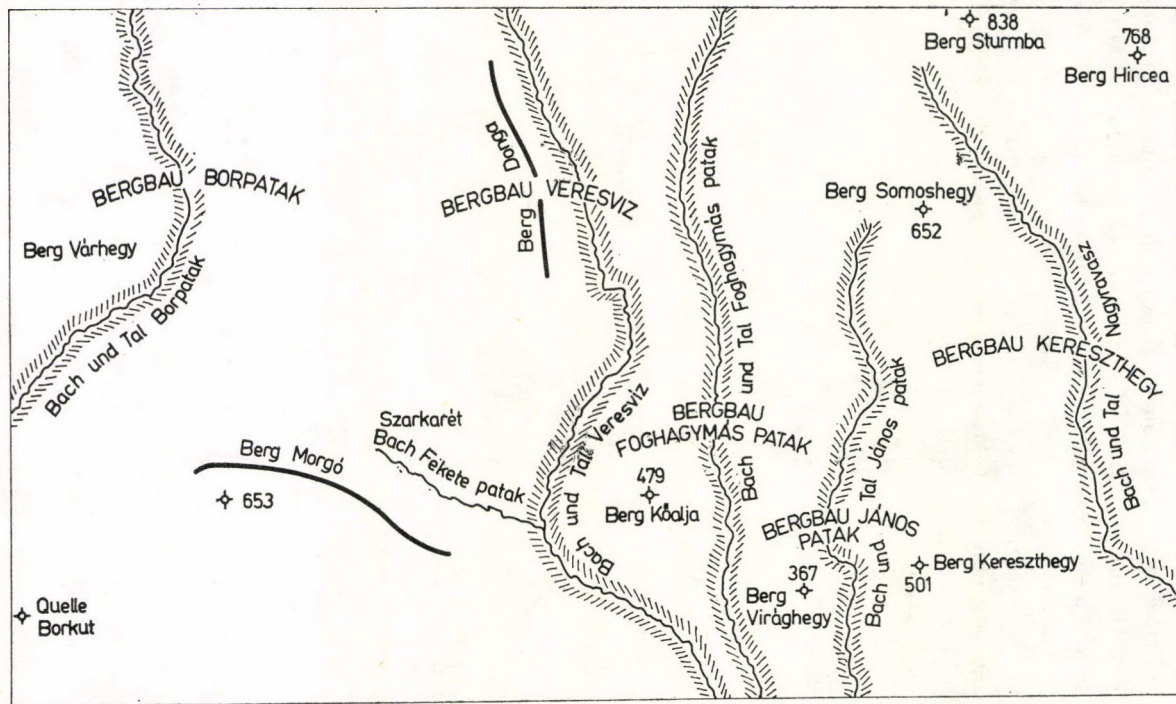 838
Berg Sturmba
768
Berg Hircea
BERGBAU BORPATAK
Berg Várhegy
Bach und Tal Borpatak
Berg Donga
BERGBAU VERESVIZ
Bach und Tal Foghagymás patak
Berg Somoshegy
652
Bach und Tal Nagyravasz
BERGBAU KERESZTHEGY
Szarkarét
Bach Fekete patak
Bach und Tal Veresviz
BERGBAU
FOGHAGYMÁS PATAK
Berg Morgó
653
479
Berg Kőalja
Bach und Tal János patak
BERGBAU JÁNOS
PATAK
367
Berg
Virághegy
Berg Kereszthegy
501
Quelle
Borkut